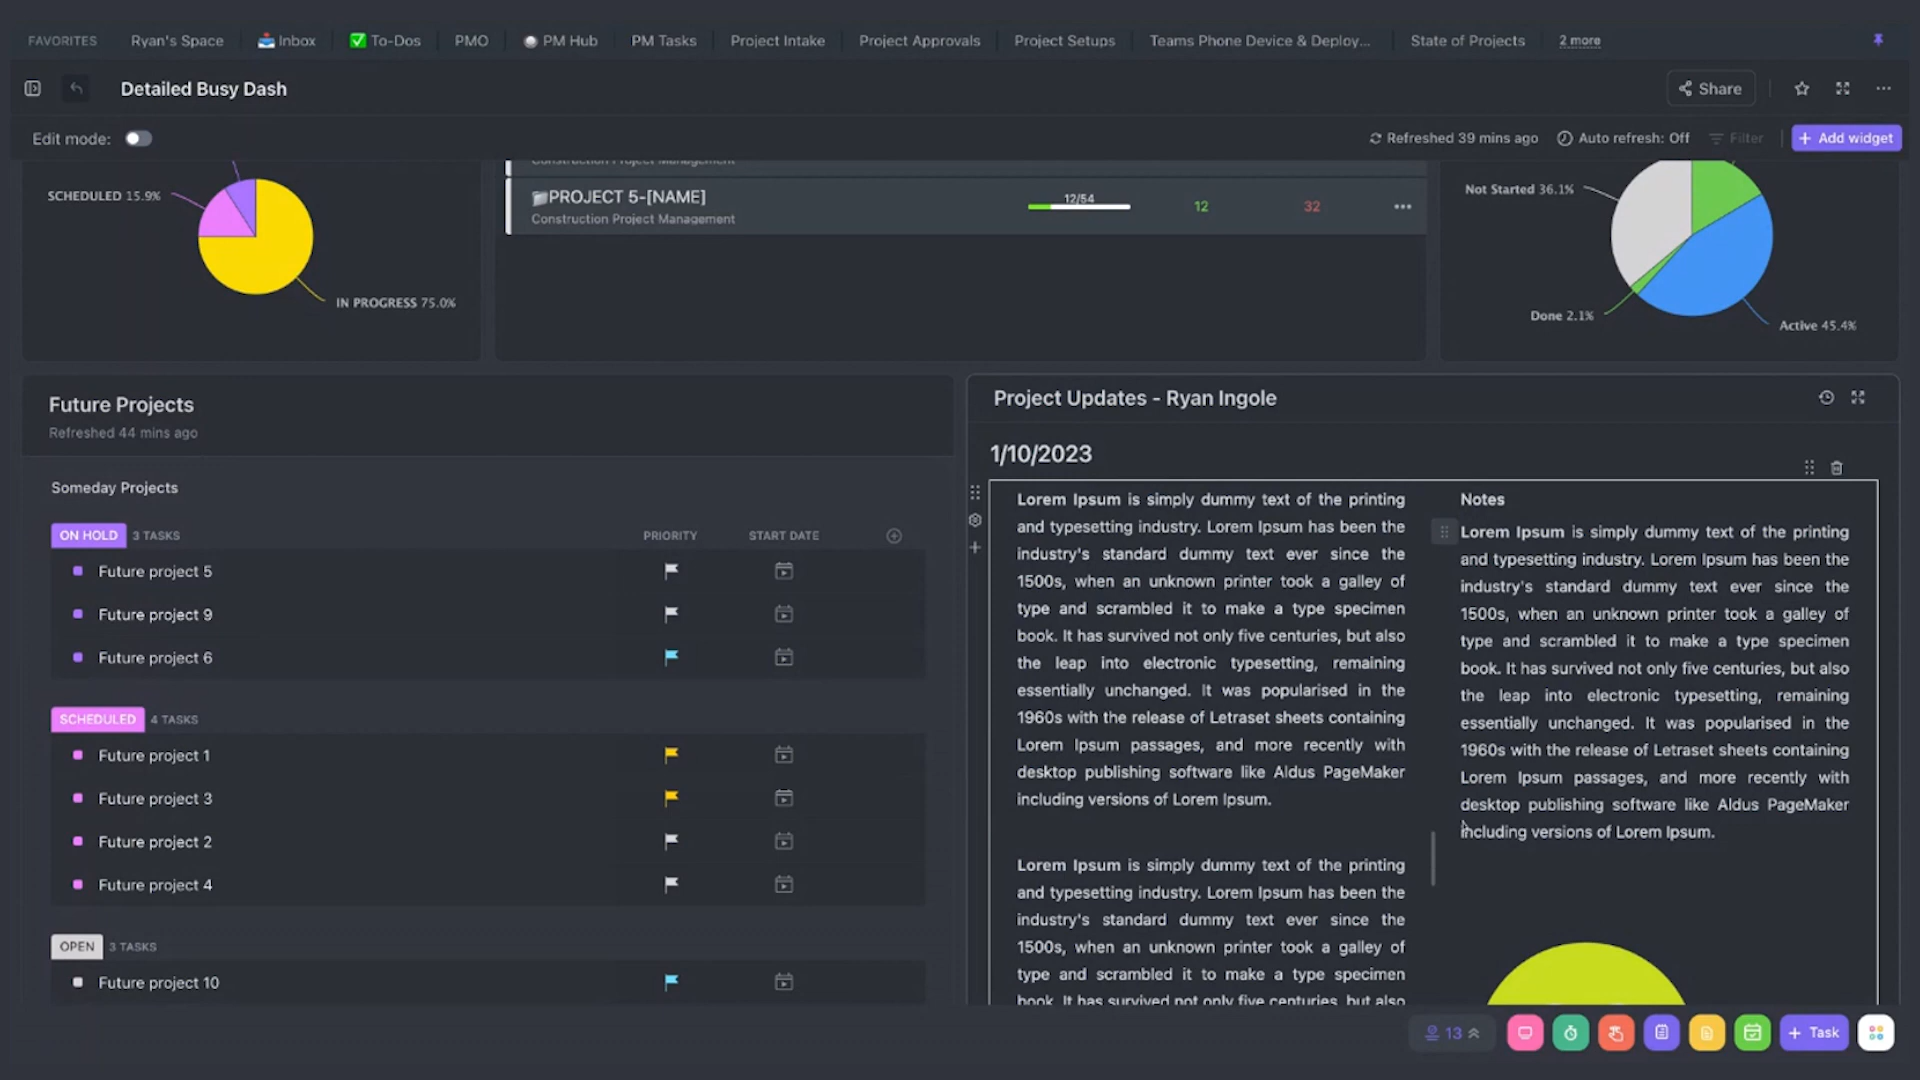 FAVORITES Ryan's Space Inbox To-Dos PMO PM Hub PM Tasks Project Intake Project Approvals Project Setups Teams Phone Device & Deploy... State of Projects 2 more
Detailed Busy Dash Share
Edit mode: Refreshed 39 mins ago Auto refresh: Off Filter + Add widget
SCHEDULED 15.9%
IN PROGRESS 75.0%
Construction Project Management
PROJECT 5-[NAME] 12/54 12 32
Construction Project Management
Not Started 36.1%
Done 2.1%
Active 45.4%
Future Projects
Refreshed 44 mins ago
Someday Projects
ON HOLD 3 TASKS PRIORITY START DATE
Future project 5
Future project 9
Future project 6
SCHEDULED 4 TASKS
Future project 1
Future project 3
Future project 2
Future project 4
OPEN 3 TASKS
Future project 10
Project Updates - Ryan Ingole
1/10/2023
Lorem Ipsum is simply dummy text of the printing
and typesetting industry. Lorem Ipsum has been the
industry's standard dummy text ever since the
1500s, when an unknown printer took a galley of
type and scrambled it to make a type specimen
book. It has survived not only five centuries, but also
the leap into electronic typesetting, remaining
essentially unchanged. It was popularised in the
1960s with the release of Letraset sheets containing
Lorem Ipsum passages, and more recently with
desktop publishing software like Aldus PageMaker
including versions of Lorem Ipsum.
Lorem Ipsum is simply dummy text of the printing
and typesetting industry. Lorem Ipsum has been the
industry's standard dummy text ever since the
1500s, when an unknown printer took a galley of
type and scrambled it to make a type specimen
book. It has survived not only five centuries, but also
Notes
Lorem Ipsum is simply dummy text of the printing
and typesetting industry. Lorem Ipsum has been the
industry's standard dummy text ever since the
1500s, when an unknown printer took a galley of
type and scrambled it to make a type specimen
book. It has survived not only five centuries, but also
the leap into electronic typesetting, remaining
essentially unchanged. It was popularised in the
1960s with the release of Letraset sheets containing
Lorem Ipsum passages, and more recently with
desktop publishing software like Aldus PageMaker
including versions of Lorem Ipsum.
13 + Task